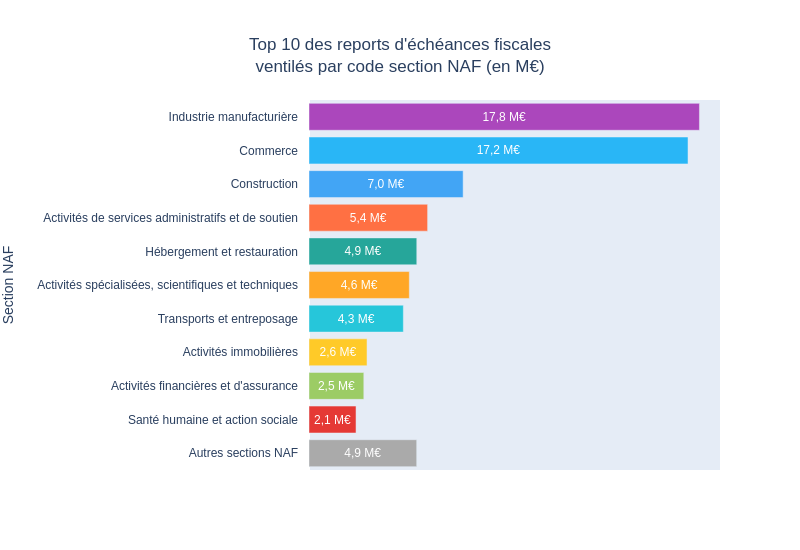 Top 10 des reports d'échéances fiscales
ventilés par code section NAF (en M€)
Section NAF
Industrie manufacturière 17,8 M€
Commerce 17,2 M€
Construction 7,0 M€
Activités de services administratifs et de soutien 5,4 M€
Hébergement et restauration 4,9 M€
Activités spécialisées, scientifiques et techniques 4,6 M€
Transports et entreposage 4,3 M€
Activités immobilières 2,6 M€
Activités financières et d'assurance 2,5 M€
Santé humaine et action sociale 2,1 M€
Autres sections NAF 4,9 M€